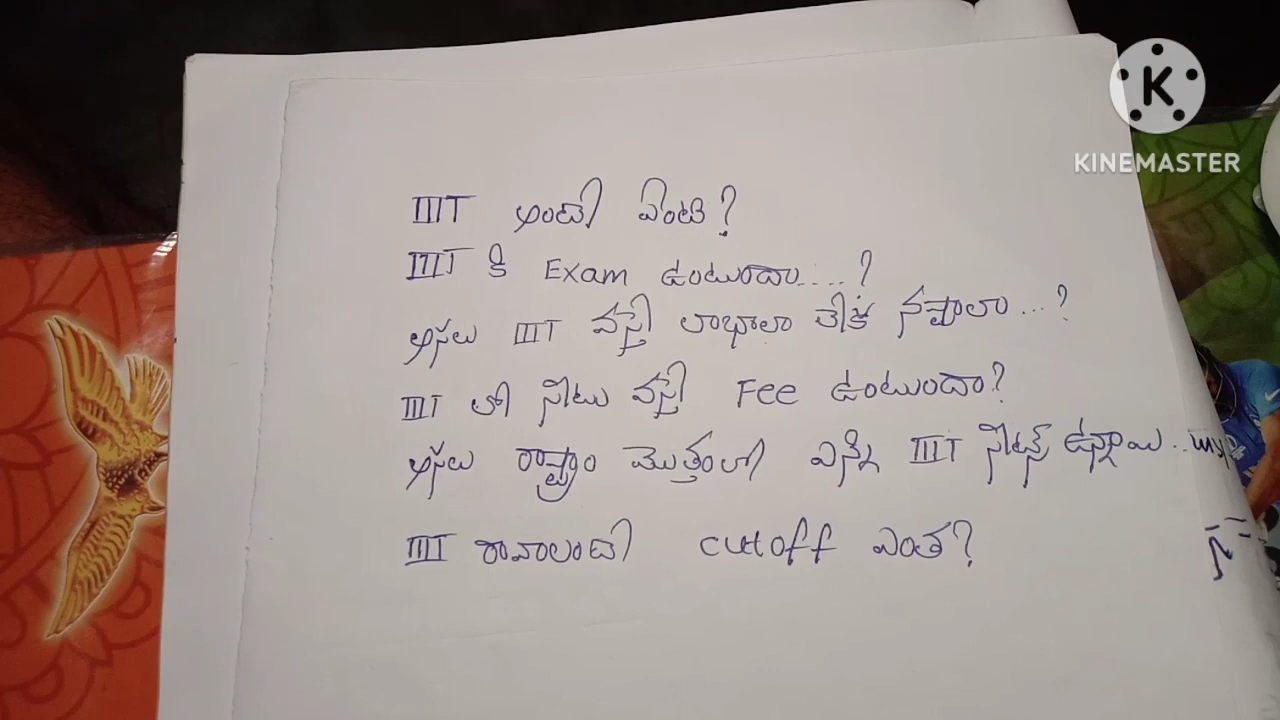 KINEMASTER
IIIT అంటే ఏంటి?
IIIT కి Exam ఉంటుందా....?
అసలు IIIT వస్తే లాభాలా లేక నష్టాలా...?
IIIT లో సీటు వస్తే Fee ఉంటుందా?
అసలు రాష్ట్రం మొత్తంలో ఎన్ని IIIT సీట్స్ ఉన్నాయి..
IIIT రావాలంటే cutoff ఎంత?